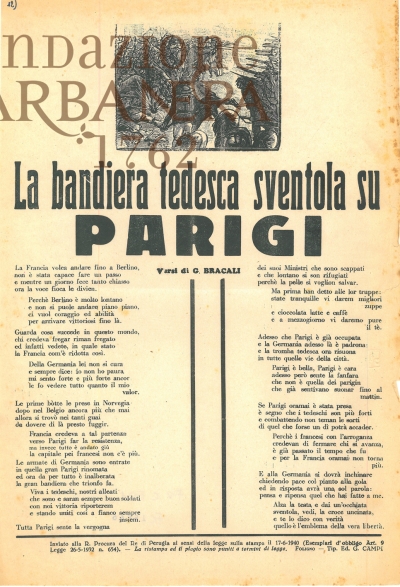 12)
Fondazione
BARBANERA
1762
La bandiera tedesca sventola su
PARIGI
Versi di G. BRACALI
La Francia volea andare fino a Berlino,
non è stata capace fare un passo
e mentre un giorno fece tanto chiasso
ora la voce fioca le divien.
Perchè Berlino è molto lontano
e non si puole andare piano piano,
ci vuol coraggio ed abilità
per arrivare vittoriosi fino là.
Guarda cosa succede in questo mondo,
chi credeva fregar riman fregato
ed infatti vedete, in quale stato
la Francia com'è ridotta così.
Della Germania lei non si cura
e sempre dice: io non ho paura
mi sento forte e più forte ancor
le fo vedere tutto quanto il mio
valor.
Le prime bòtte le prese in Norvegia
dopo nel Belgio ancora più che mai
allora si trovò nei tanti guai
da dovere di là presto fuggir.
Francia credeva a tal partenza
verso Parigi far la resistenza,
ma invece tutto è andato giù
la capitale pei francesi non c'è più.
Le armate di Germania sono entrate
in quella gran Parigi rinomata
ed ora da per tutto è inalberata
in gran bandiera che trionfo fa.
Viva i tedeschi, nostri alleati
che sono e saran sempre buon soldati
con noi vittoria riporteremo
e stando uniti così a fianco sempre
insiem.
Tutta Parigi sente la vergogna
dei suoi Ministri che sono scappati
e che lontano si son rifugiati
perchè la pelle si voglion salvar.
Ma prima han detto alle lor truppe:
state tranquille vi darem migliori
zuppe
e cioccolata latte e caffè
e a mezzogiorno vi daremo pure
il tè.
Adesso che Parigi è già occupata
e la Germania adesso è là padrona:
e la tromba tedesca ora risuona
in tutte quelle vie della città.
Parigi è bella, Parigi è cara
adesso però sente la fanfara
che non è quella dei parigin
che già sentivano suonar fino al
mattin.
Se Parigi oramai è stata presa
è segno che i tedeschi son più forti
e combattendo non temon le sorti
di quel che forse un dì potrà accader.
Perchè i francesi con l'arroganza
credevan di fermare chi si avanza,
è già passato il tempo che fu
e per la Francia ormai non torna
più.
E alla Germania si dovrà inchinare
chiedendo pace col pianto alla gola
ed in risposta avrà una sol parola:
pensa e ripensa quel che hai fatto a me.
Alza la testa e dai un'occhiata
sventola, vedi, la croce uncinata,
e te lo dico con verità
quello è l'emblema della vera libertà.
Inviato alla R. Procura del Re di Perugia ai sensi della legge sulla stampa il 17-6-1940 (Esemplari d'obbligo Art. 9
Legge 26-5-1932 n. 654). — La ristampa ed il plagio sono puniti a termini di legge. Foligno — Tip. Ed. G. CAMPI